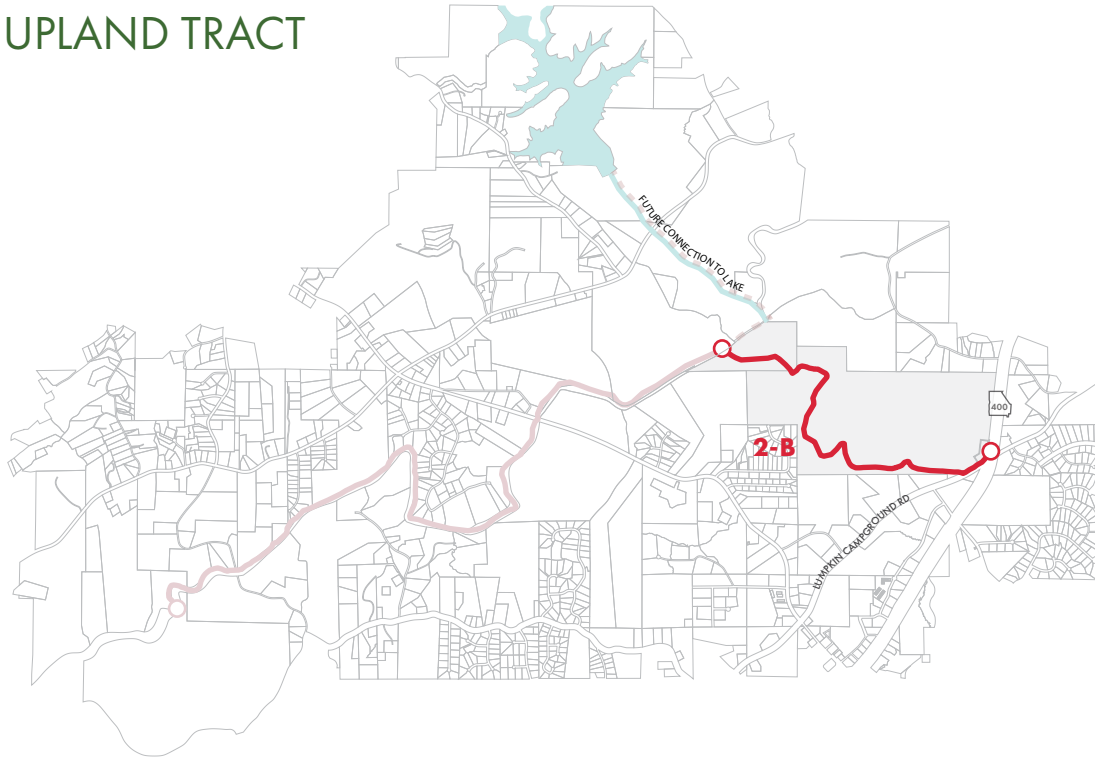 UPLAND TRACT
FUTURE CONNECTION TO LAKE
400
2-B
LUMPKIN CAMPGROUND RD